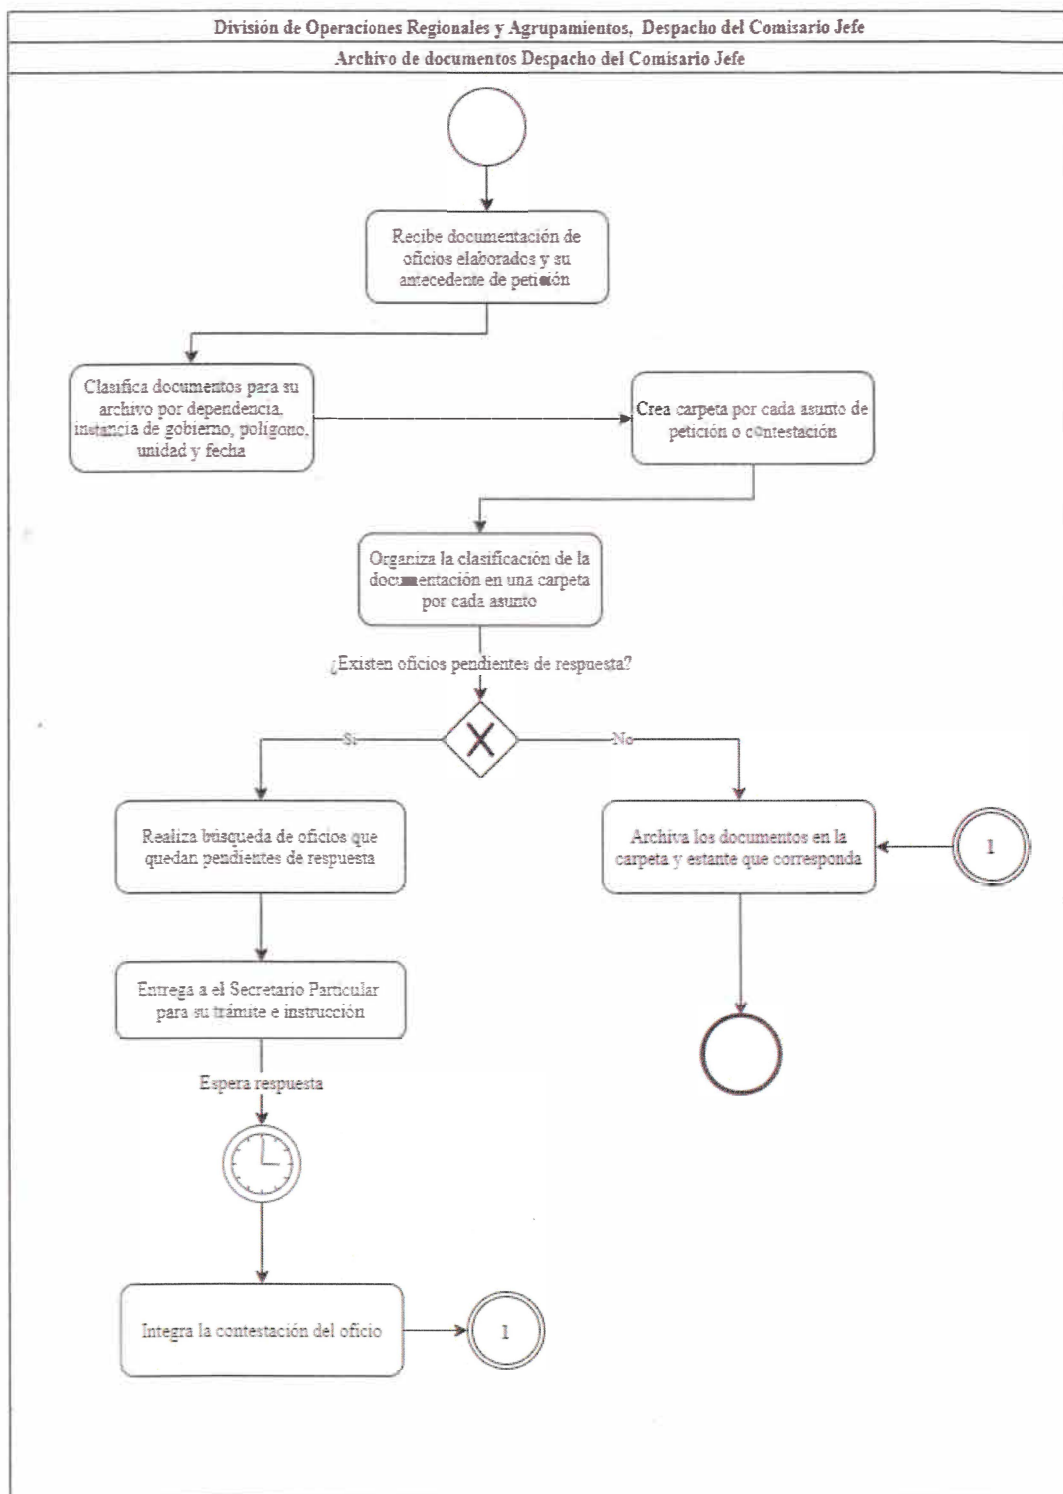 División de Operaciones Regionales y Agrupamientos, Despacho del Comisario Jefe
Archivo de documentos Despacho del Comisario Jefe
Recibe documentación de
oficios elaborados y su
antecedente de petición
Clasifica documentos para su
archivo por dependencia,
instancia de gobierno, polígono,
unidad y fecha
Crea carpeta por cada asunto de
petición o contestación
Organiza la clasificación de la
documentación en una carpeta
por cada asunto
¿Existen oficios pendientes de respuesta?
Si
No
Realiza búsqueda de oficios que
quedan pendientes de respuesta
Archiva los documentos en la
carpeta y estante que corresponda
1
Entrega a el Secretario Particular
para su trámite e instrucción
Espera respuesta
Integra la contestación del oficio
1